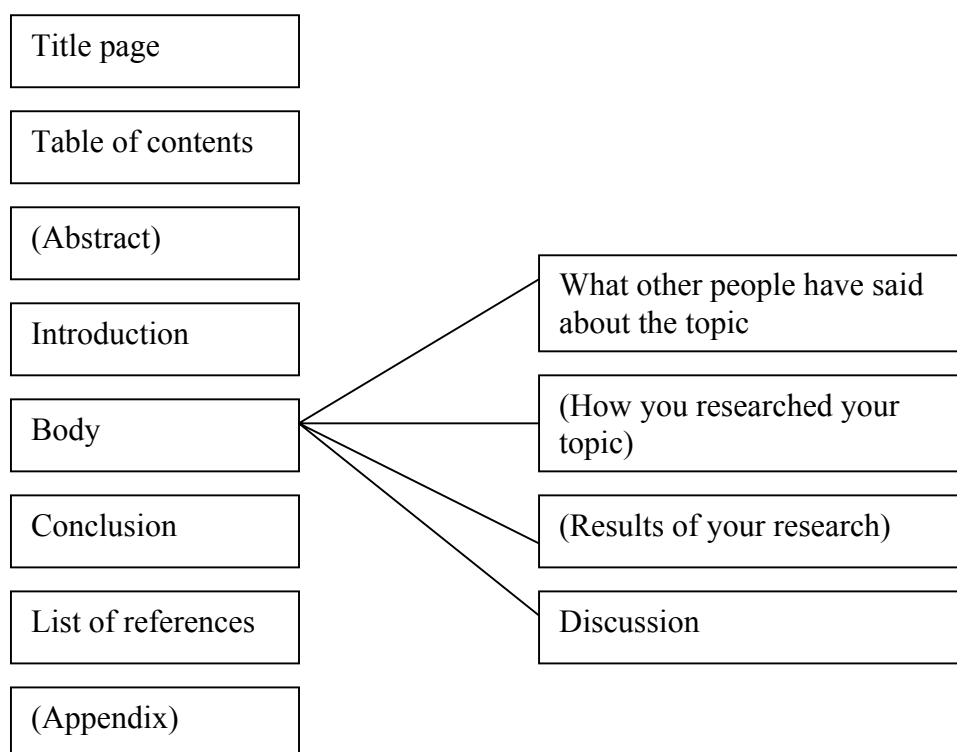 Title page
Table of contents
(Abstract)
Introduction
Body
Conclusion
List of references
(Appendix)
What other people have said
about the topic
(How you researched your
topic)
(Results of your research)
Discussion